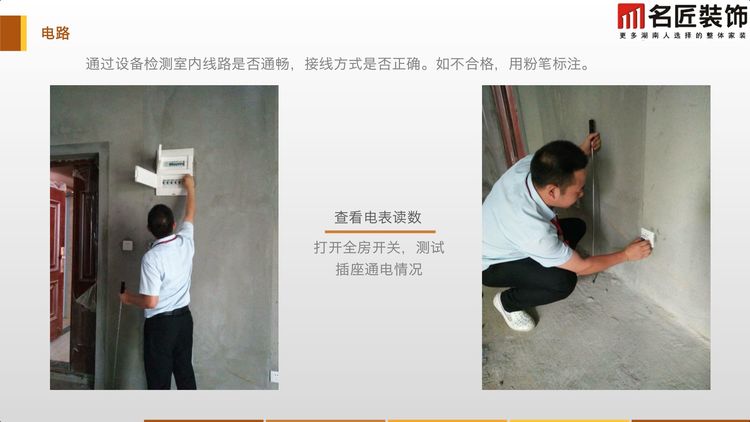 电路
名匠装饰
更多湖南人选择的整体家装
通过设备检测室内线路是否通畅，接线方式是否正确。如不合格，用粉笔标注。
查看电表读数
打开全房开关，测试
插座通电情况